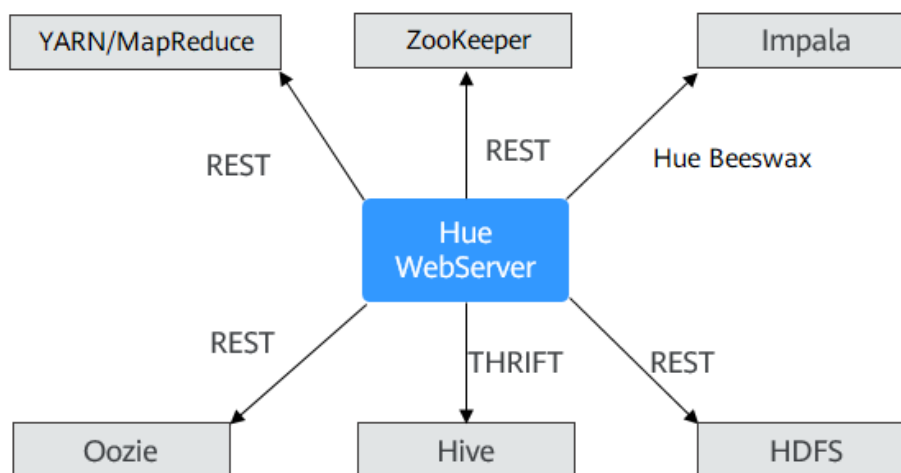 YARN/MapReduce
ZooKeeper
Impala
REST
REST
Hue Beeswax
Hue
WebServer
REST
THRIFT
REST
Oozie
Hive
HDFS